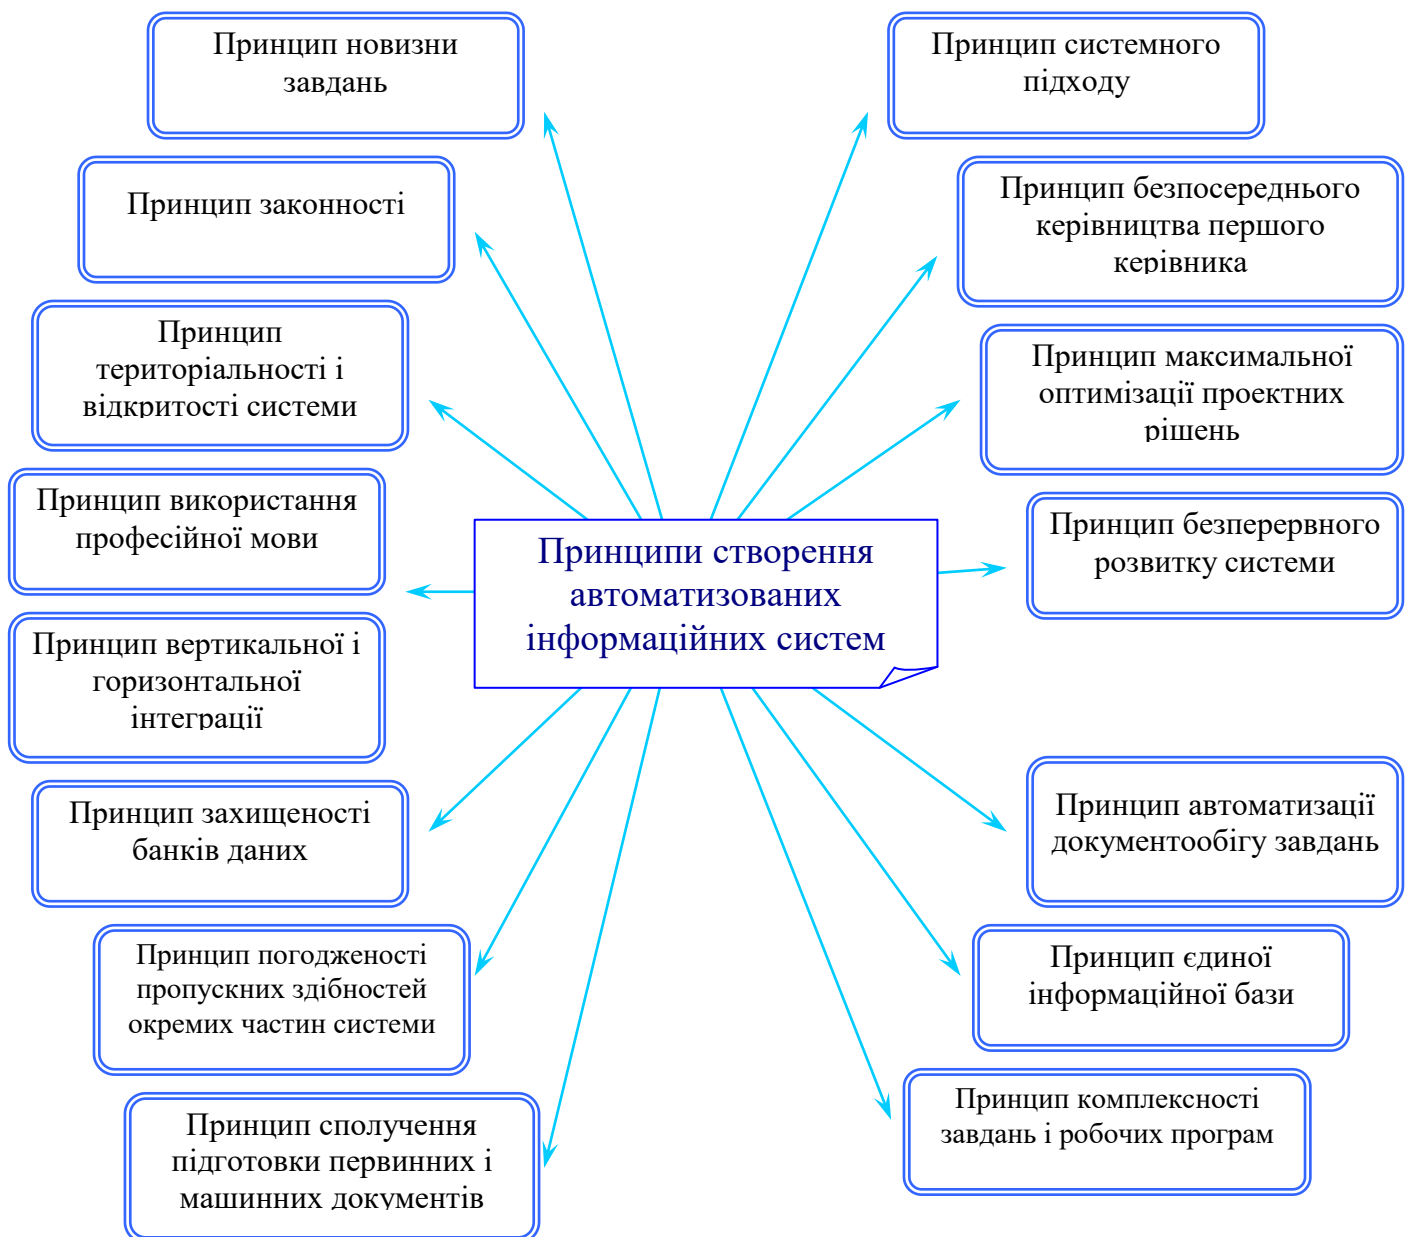 Принцип новизни
завдань
Принцип системного
підходу
Принцип законності
Принцип безпосереднього
керівництва першого
керівника
Принцип
територіальності і
відкритості системи
Принцип максимальної
оптимізації проектних
рішень
Принцип використання
професійної мови
Принцип безперервного
розвитку системи
Принципи створення
автоматизованих
інформаційних систем
Принцип вертикальної і
горизонтальної
інтеграції
Принцип захищеності
банків даних
Принцип автоматизації
документообігу завдань
Принцип погодженості
пропускних здібностей
окремих частин системи
Принцип єдиної
інформаційної бази
Принцип сполучення
підготовки первинних і
машинних документів
Принцип комплексності
завдань і робочих програм